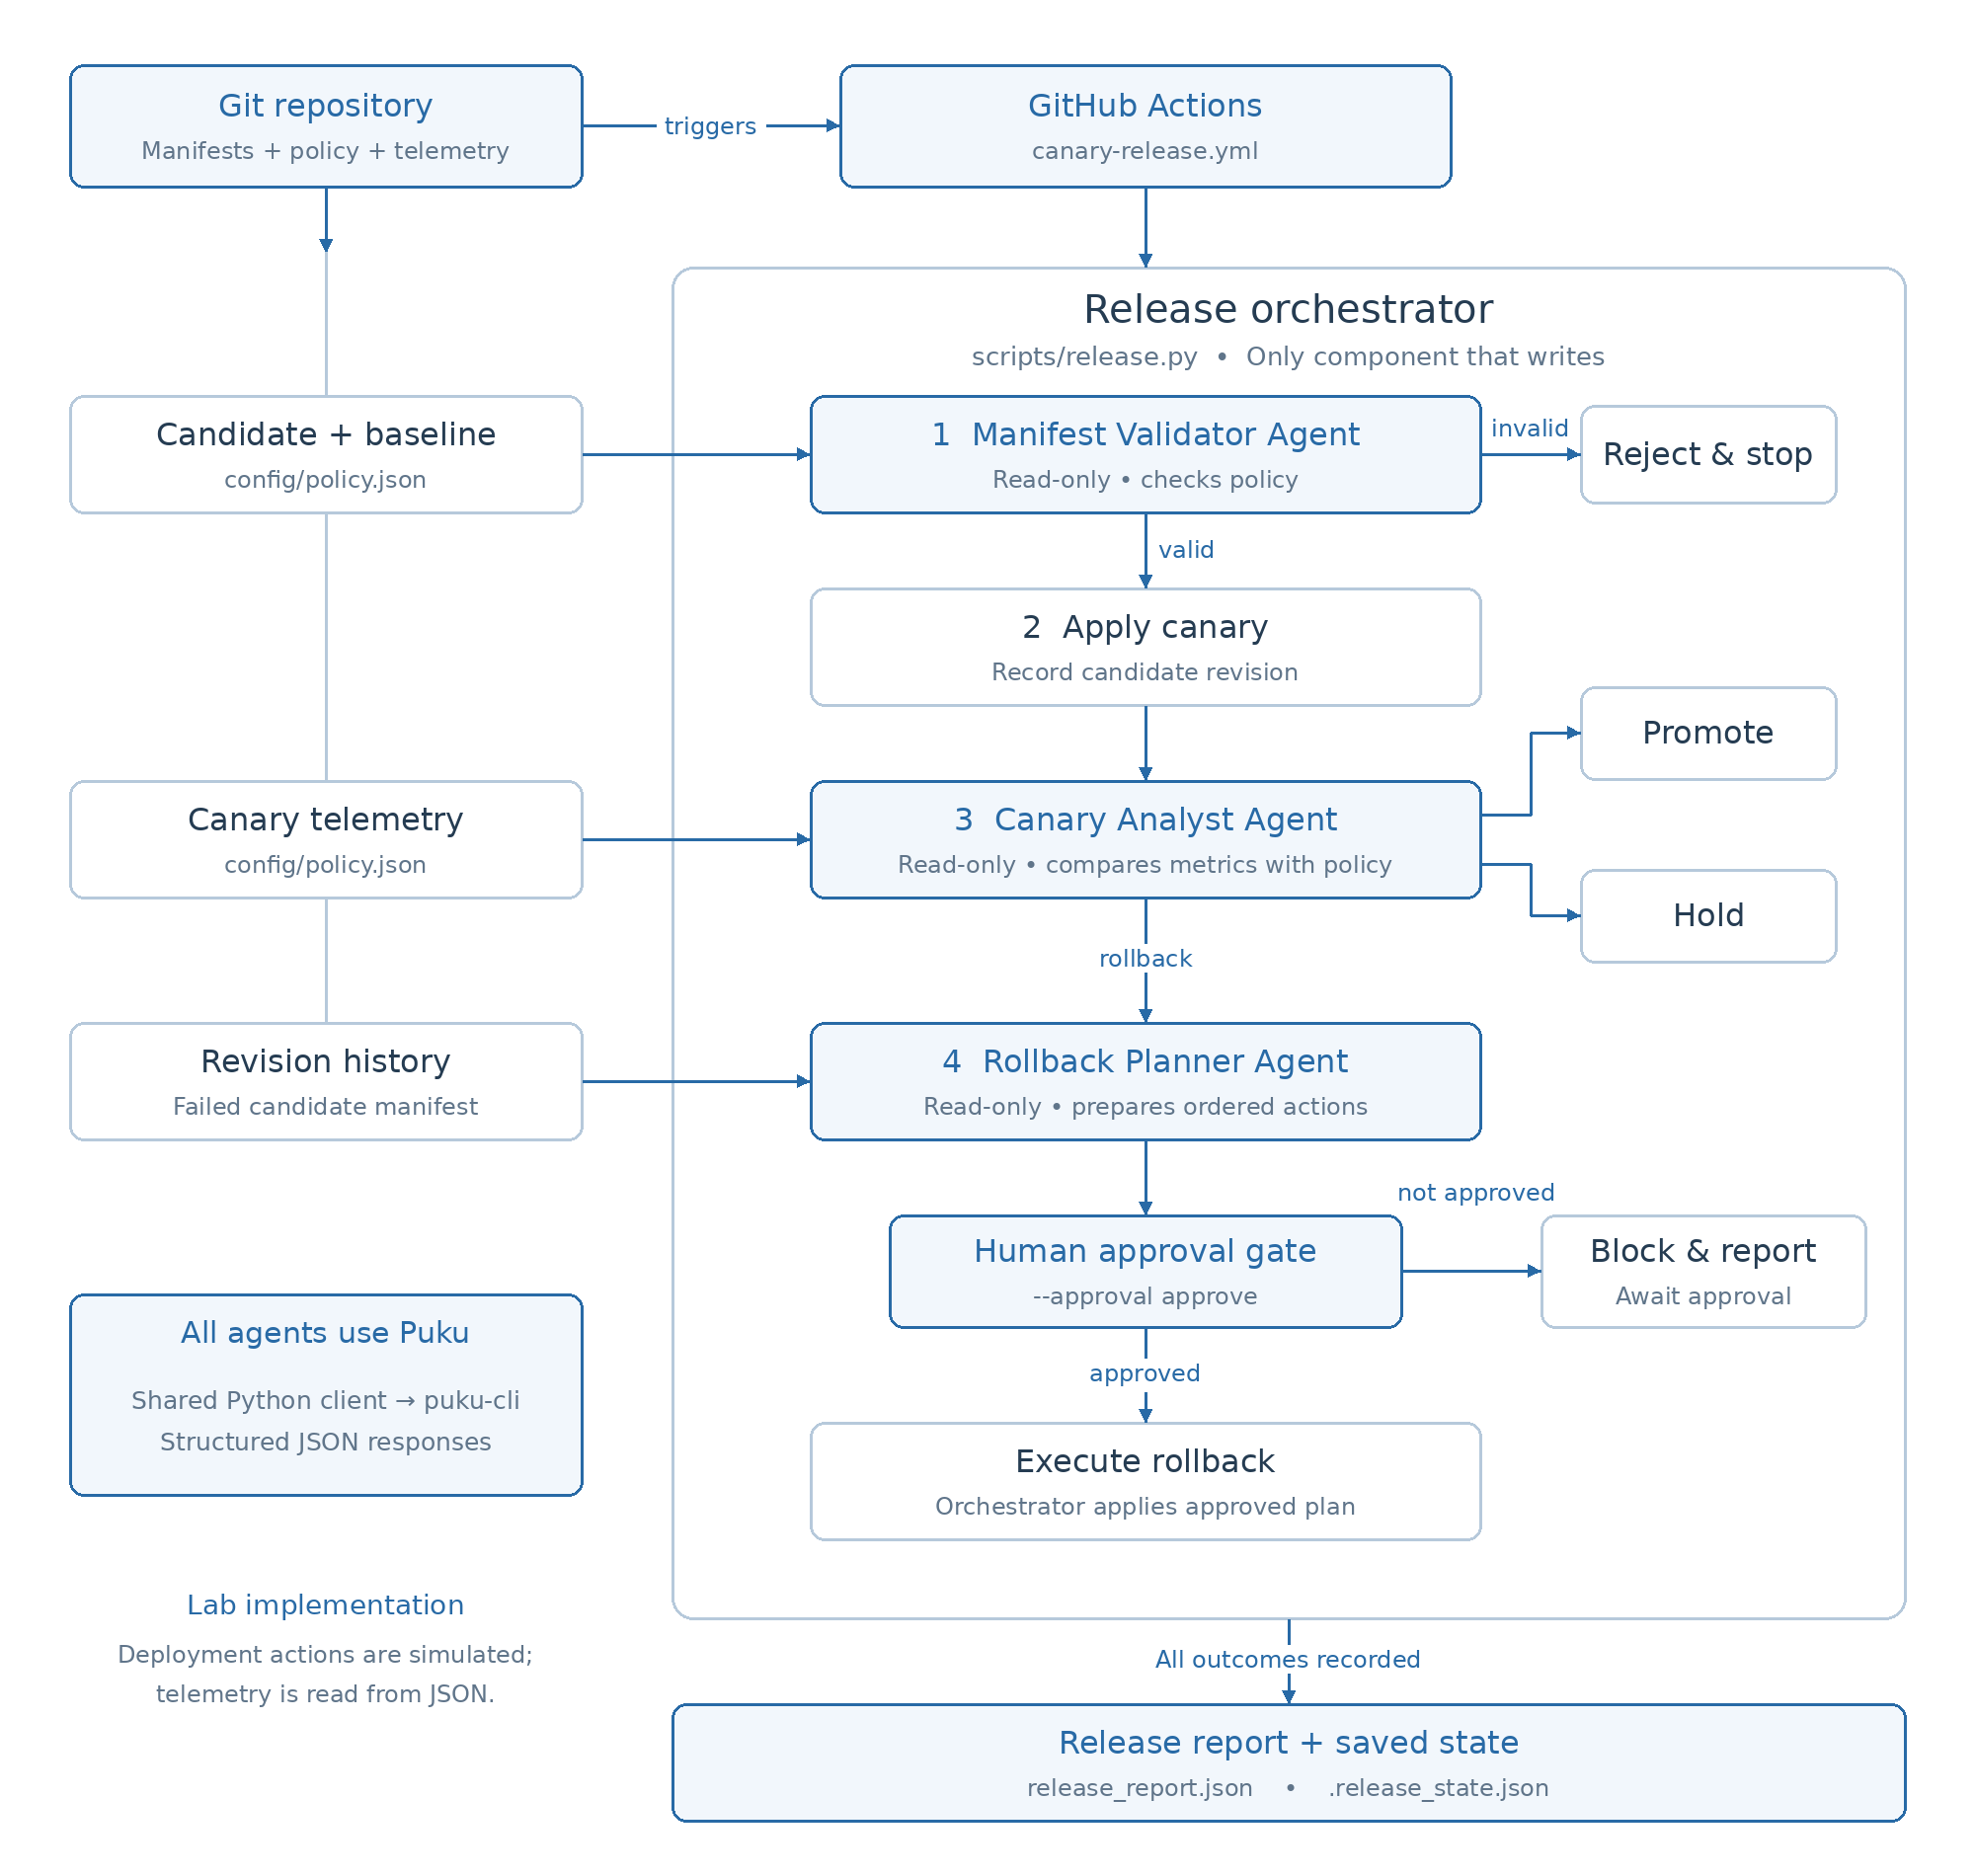 Git repository
Manifests + policy + telemetry
triggers
GitHub Actions
canary-release.yml
Release orchestrator
scripts/release.py • Only component that writes
Candidate + baseline
config/policy.json
1 Manifest Validator Agent
Read-only • checks policy
invalid
Reject & stop
valid
2 Apply canary
Record candidate revision
Promote
Canary telemetry
config/policy.json
3 Canary Analyst Agent
Read-only • compares metrics with policy
Hold
rollback
Revision history
Failed candidate manifest
4 Rollback Planner Agent
Read-only • prepares ordered actions
not approved
Human approval gate
--approval approve
Block & report
Await approval
All agents use Puku
Shared Python client → puku-cli
Structured JSON responses
approved
Execute rollback
Orchestrator applies approved plan
Lab implementation
Deployment actions are simulated;
telemetry is read from JSON.
All outcomes recorded
Release report + saved state
release_report.json • .release_state.json